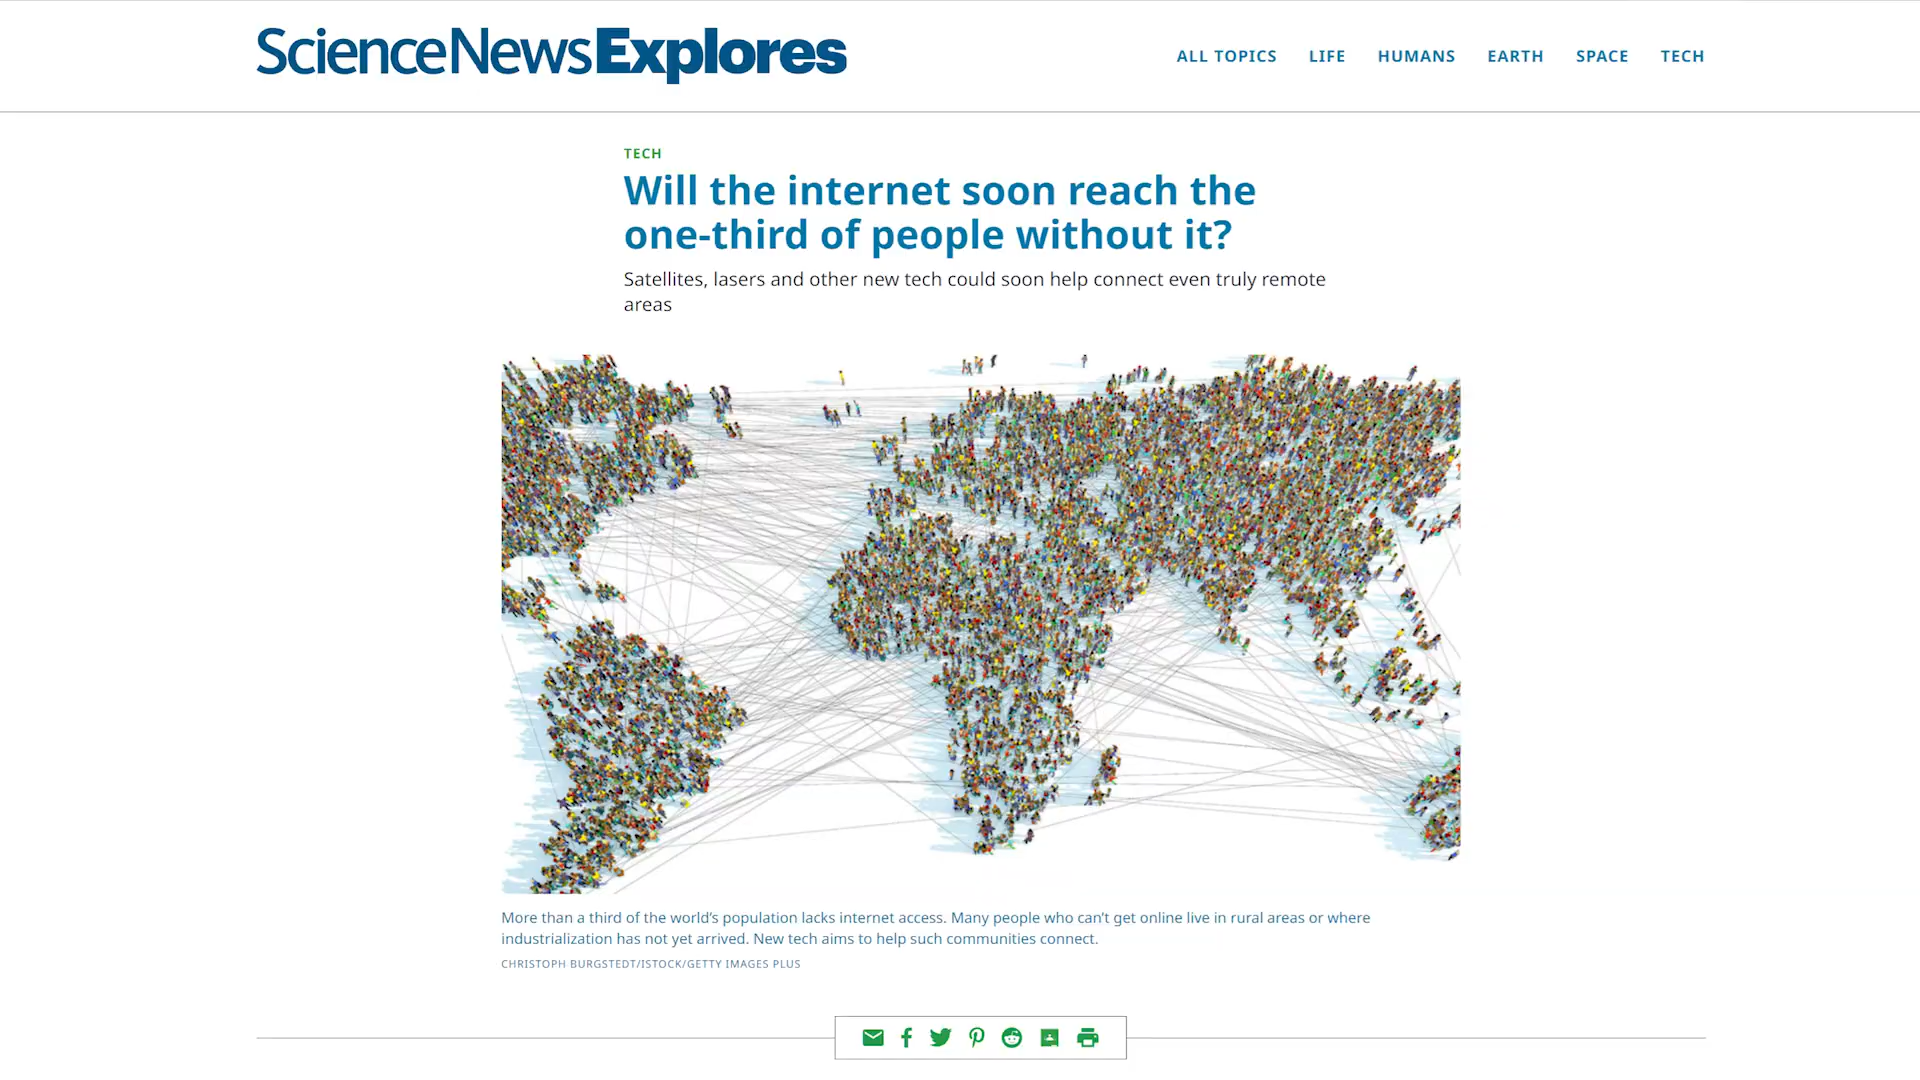 ScienceNewsExplores
ALL TOPICS LIFE HUMANS EARTH SPACE TECH
TECH
Will the internet soon reach the
one-third of people without it?
Satellites, lasers and other new tech could soon help connect even truly remote
areas
More than a third of the world’s population lacks internet access. Many people who can’t get online live in rural areas or where
industrialization has not yet arrived. New tech aims to help such communities connect.
CHRISTOPH BURGSTEDT/ISTOCK/GETTY IMAGES PLUS